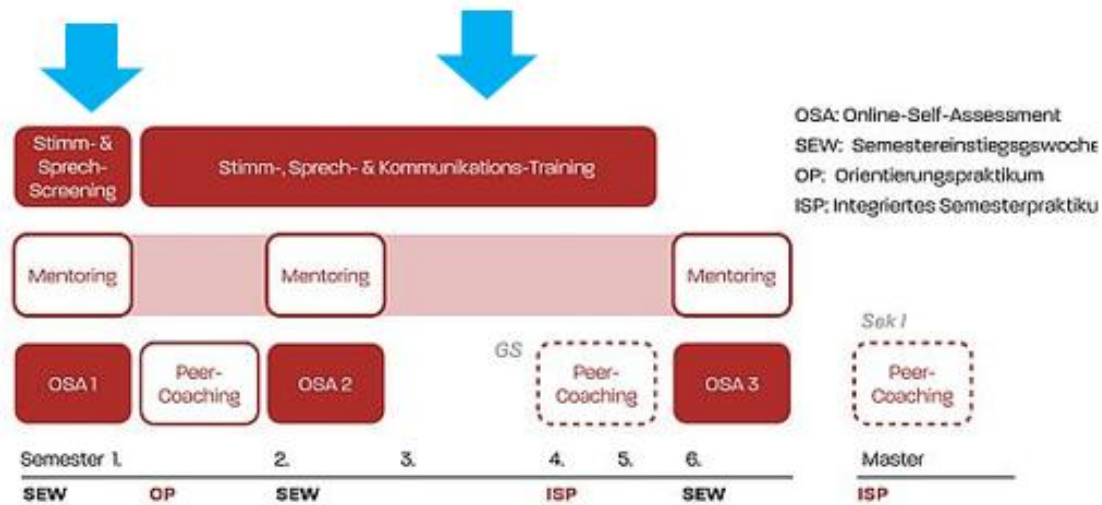 Stimm- &
Sprech-
Screening
Stimm-, Sprech- & Kommunikations-Training
OSA: Online-Self-Assessment
SEW: Semestereinstiegsgswoche
OP: Orientierungspraktikum
ISP: Integriertes Semesterpraktiku
Mentoring
Mentoring
Mentoring
OSA 1
Peer-
Coaching
OSA 2
GS
Peer-
Coaching
OSA 3
Sek I
Peer-
Coaching
Semester 1. 2. 3. 4. 5. 6. Master
SEW OP SEW ISP SEW ISP